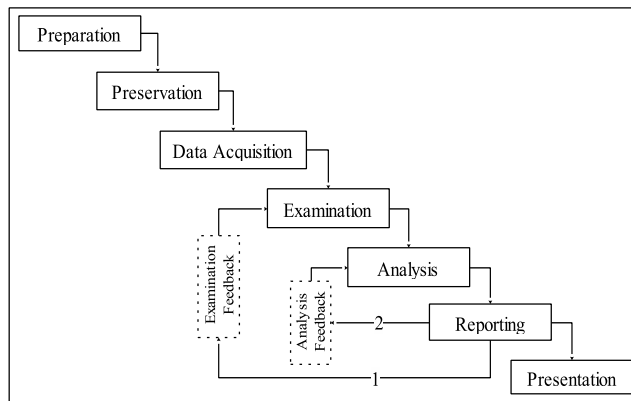 Preparation
Preservation
Data Acquisition
Examination
Examination
Feedback
Analysis
Analysis
Feedback
2
Reporting
1
Presentation